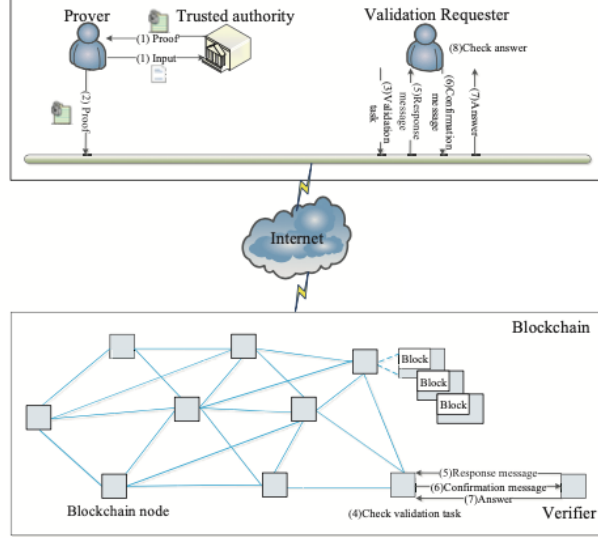 Prover
Trusted authority
Validation Requester
(1) Proof
(1) Input
(2) Proof
(8)Check answer
(3)Validation
task
(5)Response
message
(6)Confirmation
message
(7)Answer
Internet
Blockchain
Block
Block
Block
(5)Response message
(6)Confirmation message
(7)Answer
Blockchain node
(4)Check validation task
Verifier